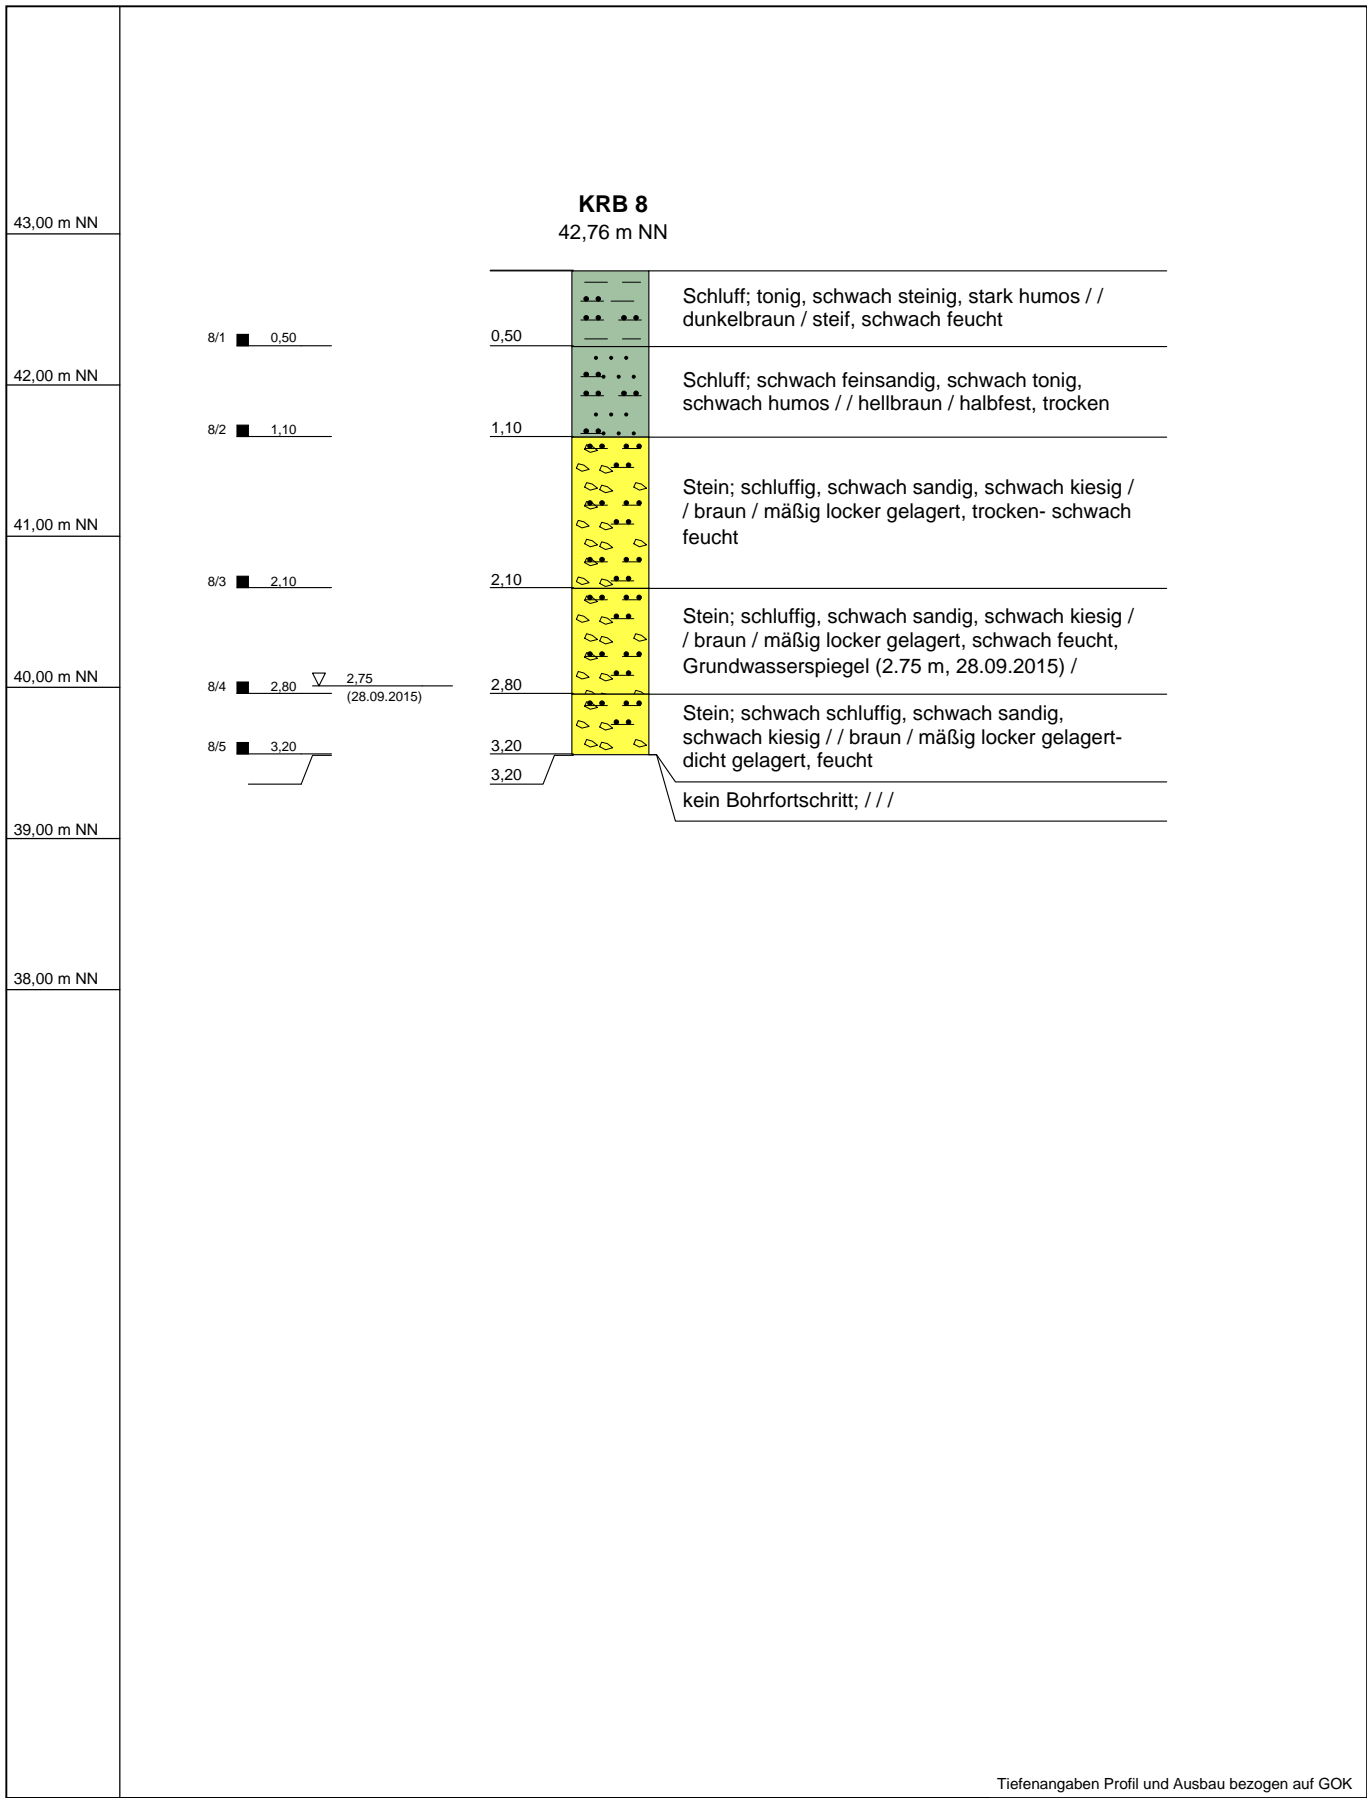 KRB 8
43,00 m NN
42,76 m NN
Schluff; tonig, schwach steinig, stark humos / /
dunkelbraun / steif, schwach feucht
8/1 0,50 0,50
42,00 m NN
Schluff; schwach feinsandig, schwach tonig,
schwach humos / / hellbraun / halbfest, trocken
8/2 1,10 1,10
Stein; schluffig, schwach sandig, schwach kiesig /
/ braun / mäßig locker gelagert, trocken- schwach
feucht
41,00 m NN
8/3 2,10 2,10
Stein; schluffig, schwach sandig, schwach kiesig /
/ braun / mäßig locker gelagert, schwach feucht,
Grundwasserspiegel (2.75 m, 28.09.2015) /
40,00 m NN
8/4 2,80 2,75 2,80
(28.09.2015)
Stein; schwach schluffig, schwach sandig,
schwach kiesig / / braun / mäßig locker gelagert-
dicht gelagert, feucht
8/5 3,20 3,20
3,20
kein Bohrfortschritt; / / /
39,00 m NN
38,00 m NN
Tiefenangaben Profil und Ausbau bezogen auf GOK